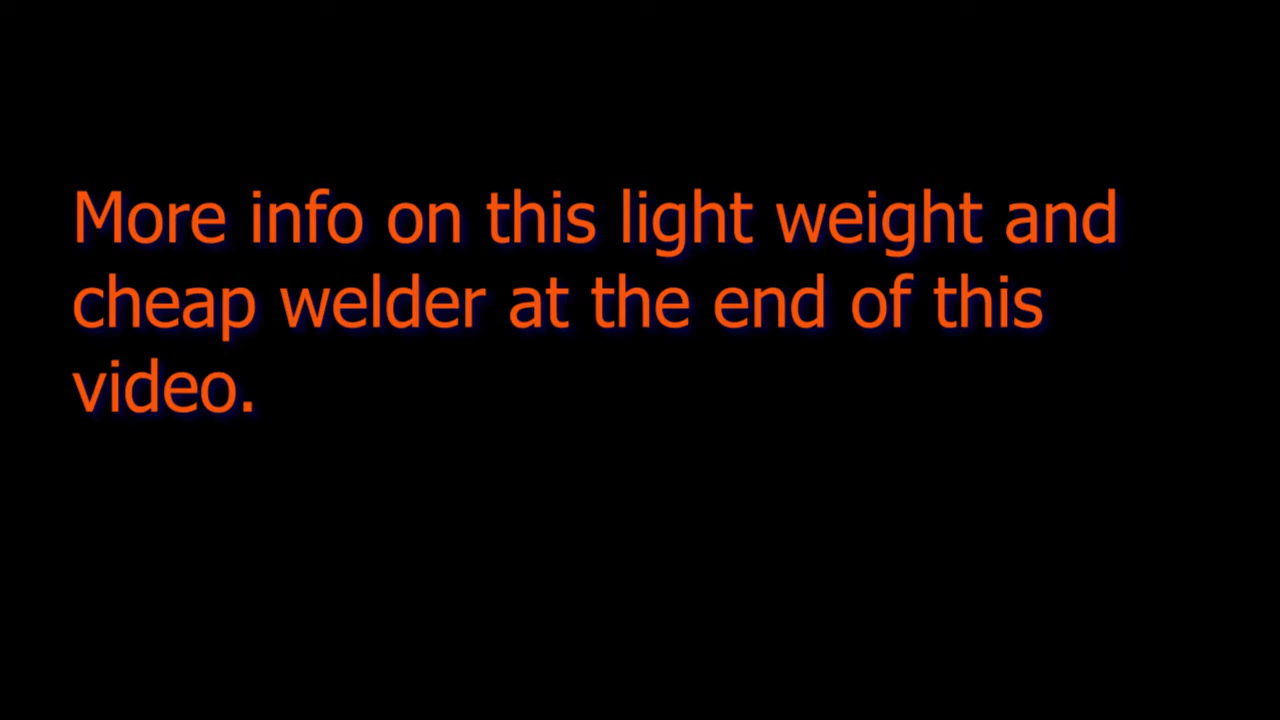 More info on this light weight and
cheap welder at the end of this
video.